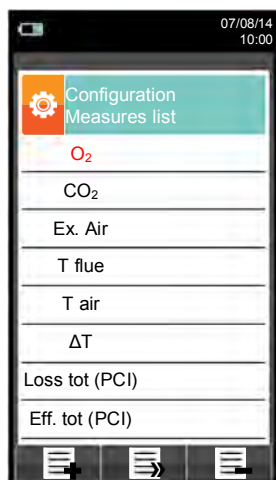 07/08/14
10:00
Configuration
Measures list
O₂
CO₂
Ex. Air
T flue
T air
ΔT
Loss tot (PCI)
Eff. tot (PCI)